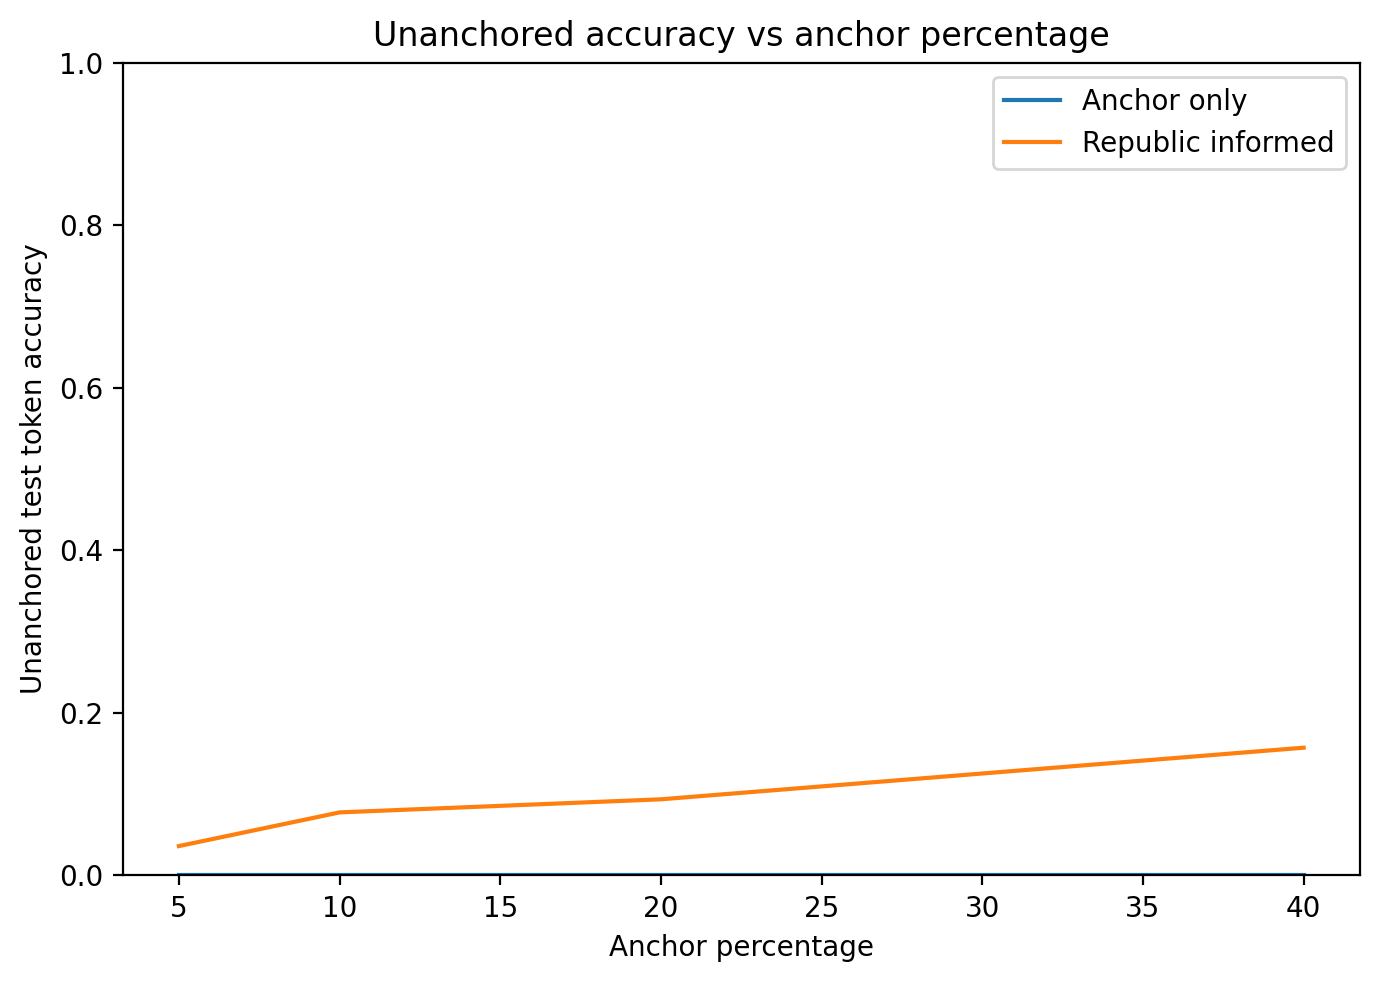 Unanchored accuracy vs anchor percentage
1.0
0.8
0.6
0.4
0.2
0.0
Unanchored test token accuracy
Anchor only
Republic informed
5 10 15 20 25 30 35 40
Anchor percentage